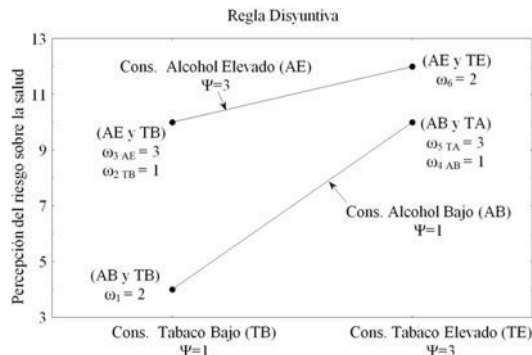 Regla Disyuntiva
Percepción del riesgo sobre la salud
13
11
9
7
5
3
Cons. Alcohol Elevado (AE)
Ψ=3
(AE y TE)
ω6 = 2
(AE y TB)
ω3 AE = 3
ω2 TB = 1
(AB y TA)
ω5 TA = 3
ω4 AB = 1
Cons. Alcohol Bajo (AB)
Ψ=1
(AB y TB)
ω1 = 2
Cons. Tabaco Bajo (TB)
Ψ=1
Cons. Tabaco Elevado (TE)
Ψ=3